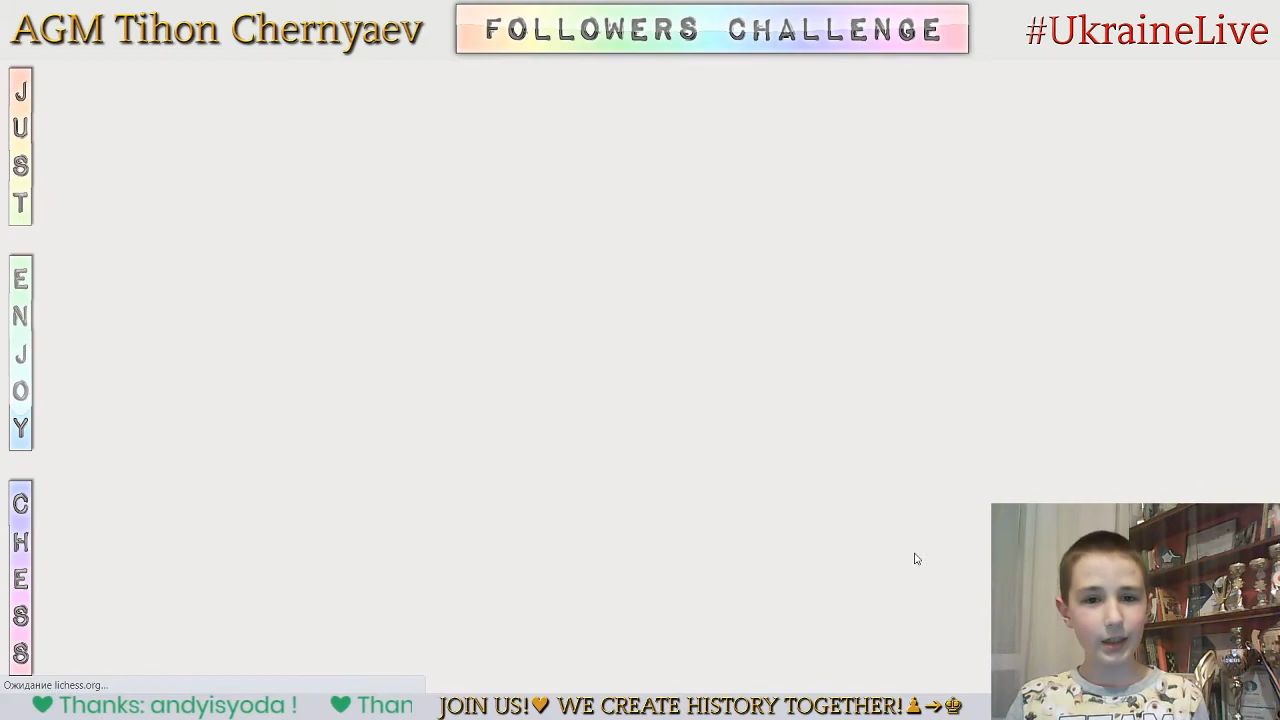 AGM Tihon Chernyaev
FOLLOWERS CHALLENGE
#UkraineLive
JUST
ENJOY
CHESS
Ожидание lichess.org...
Thanks: andyisyoda !
Than
JOIN US!🧡 WE CREATE HISTORY TOGETHER!♟→♚
TEAM